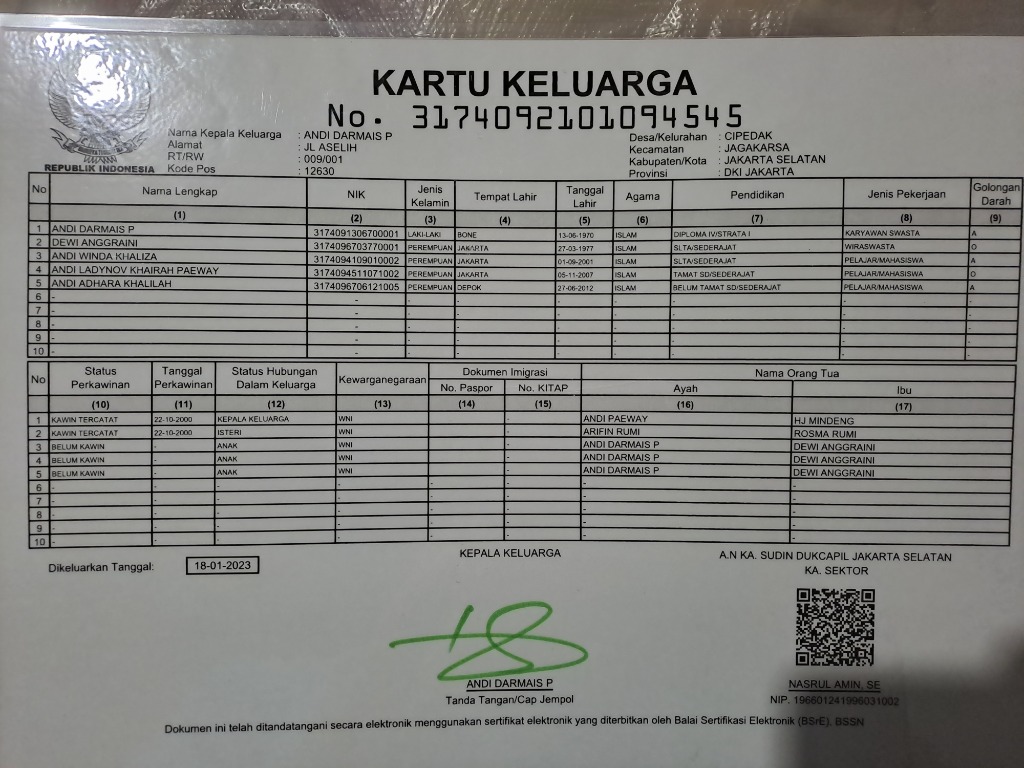 KARTU KELUARGA
No. 3174092101094545
REPUBLIK INDONESIA
Nama Kepala Keluarga : ANDI DARMAIS P
Alamat : JL ASELIH
RT/RW : 009/001
Kode Pos : 12630
Desa/Kelurahan : CIPEDAK
Kecamatan : JAGAKARSA
Kabupaten/Kota : JAKARTA SELATAN
Provinsi : DKI JAKARTA
No Nama Lengkap NIK Jenis Kelamin Tempat Lahir Tanggal Lahir Agama Pendidikan Jenis Pekerjaan Golongan Darah
(1) (2) (3) (4) (5) (6) (7) (8) (9)
1 ANDI DARMAIS P 3174091306700001 LAKI-LAKI BONE 13-06-1970 ISLAM DIPLOMA IV/STRATA I KARYAWAN SWASTA A
2 DEWI ANGGRAINI 3174096703770001 PEREMPUAN JAKARTA 27-03-1977 ISLAM SLTA/SEDERAJAT WIRASWASTA O
3 ANDI WINDA KHALIZA 3174094109010002 PEREMPUAN JAKARTA 01-09-2001 ISLAM SLTA/SEDERAJAT PELAJAR/MAHASISWA A
4 ANDI LADYNOV KHAIRAH PAEWAY 3174094511071002 PEREMPUAN JAKARTA 05-11-2007 ISLAM TAMAT SD/SEDERAJAT PELAJAR/MAHASISWA O
5 ANDI ADHARA KHALILAH 3174096706121005 PEREMPUAN DEPOK 27-06-2012 ISLAM BELUM TAMAT SD/SEDERAJAT PELAJAR/MAHASISWA A
6 - - - - - - - - -
7 - - - - - - - - -
8 - - - - - - - - -
9 - - - - - - - - -
10 - - - - - - - - -
No Status Perkawinan Tanggal Perkawinan Status Hubungan Dalam Keluarga Kewarganegaraan Dokumen Imigrasi Nama Orang Tua
No. Paspor No. KITAP Ayah Ibu
(10) (11) (12) (13) (14) (15) (16) (17)
1 KAWIN TERCATAT 22-10-2000 KEPALA KELUARGA WNI - - ANDI PAEWAY HJ MINDENG
2 KAWIN TERCATAT 22-10-2000 ISTERI WNI - - ARIFIN RUMI ROSMA RUMI
3 BELUM KAWIN - ANAK WNI - - ANDI DARMAIS P DEWI ANGGRAINI
4 BELUM KAWIN - ANAK WNI - - ANDI DARMAIS P DEWI ANGGRAINI
5 BELUM KAWIN - ANAK WNI - - ANDI DARMAIS P DEWI ANGGRAINI
6 - - - - - - - -
7 - - - - - - - -
8 - - - - - - - -
9 - - - - - - - -
10 - - - - - - - -
Dikeluarkan Tanggal: 18-01-2023
KEPALA KELUARGA
ANDI DARMAIS P
Tanda Tangan/Cap Jempol
A.N KA. SUDIN DUKCAPIL JAKARTA SELATAN
KA. SEKTOR
NASRUL AMIN, SE
NIP. 196601241996031002
Dokumen ini telah ditandatangani secara elektronik menggunakan sertifikat elektronik yang diterbitkan oleh Balai Sertifikasi Elektronik (BSrE), BSSN